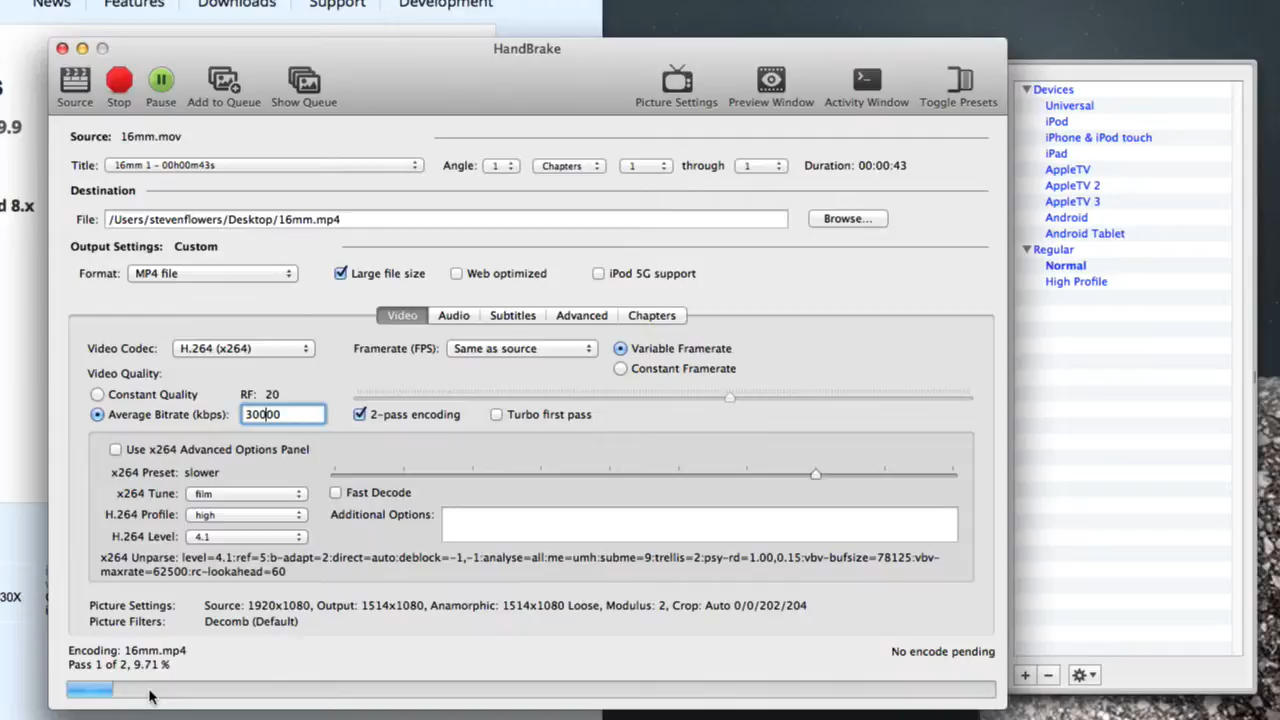 News Features Downloads Support Development
HandBrake
Source Stop Pause Add to Queue Show Queue Picture Settings Preview Window Activity Window Toggle Presets
Source: 16mm.mov
Title: 16mm 1 - 00h00m43s Angle: 1 Chapters 1 through 1 Duration: 00:00:43
Destination
File: /Users/stevenflowers/Desktop/16mm.mp4 Browse...
Output Settings: Custom
Format: MP4 file Large file size Web optimized iPod 5G support
Video Audio Subtitles Advanced Chapters
Video Codec: H.264 (x264) Framerate (FPS): Same as source Variable Framerate
Constant Framerate
Video Quality:
Constant Quality RF: 20
Average Bitrate (kbps): 30000 2-pass encoding Turbo first pass
Use x264 Advanced Options Panel
x264 Preset: slower
x264 Tune: film Fast Decode
H.264 Profile: high Additional Options:
H.264 Level: 4.1
x264 Unparse: level=4.1:ref=5:b-adapt=2:direct=auto:deblock=-1,-1:analyse=all:me=umh:subme=9:trellis=2:psy-rd=1.00,0.15:vbv-bufsize=78125:vbv-
maxrate=62500:rc-lookahead=60
Picture Settings: Source: 1920x1080, Output: 1514x1080, Anamorphic: 1514x1080 Loose, Modulus: 2, Crop: Auto 0/0/202/204
Picture Filters: Decomb (Default)
Encoding: 16mm.mp4 No encode pending
Pass 1 of 2, 9.71 %
Devices
Universal
iPod
iPhone & iPod touch
iPad
AppleTV
AppleTV 2
AppleTV 3
Android
Android Tablet
Regular
Normal
High Profile
9.9
d 8.x
30X